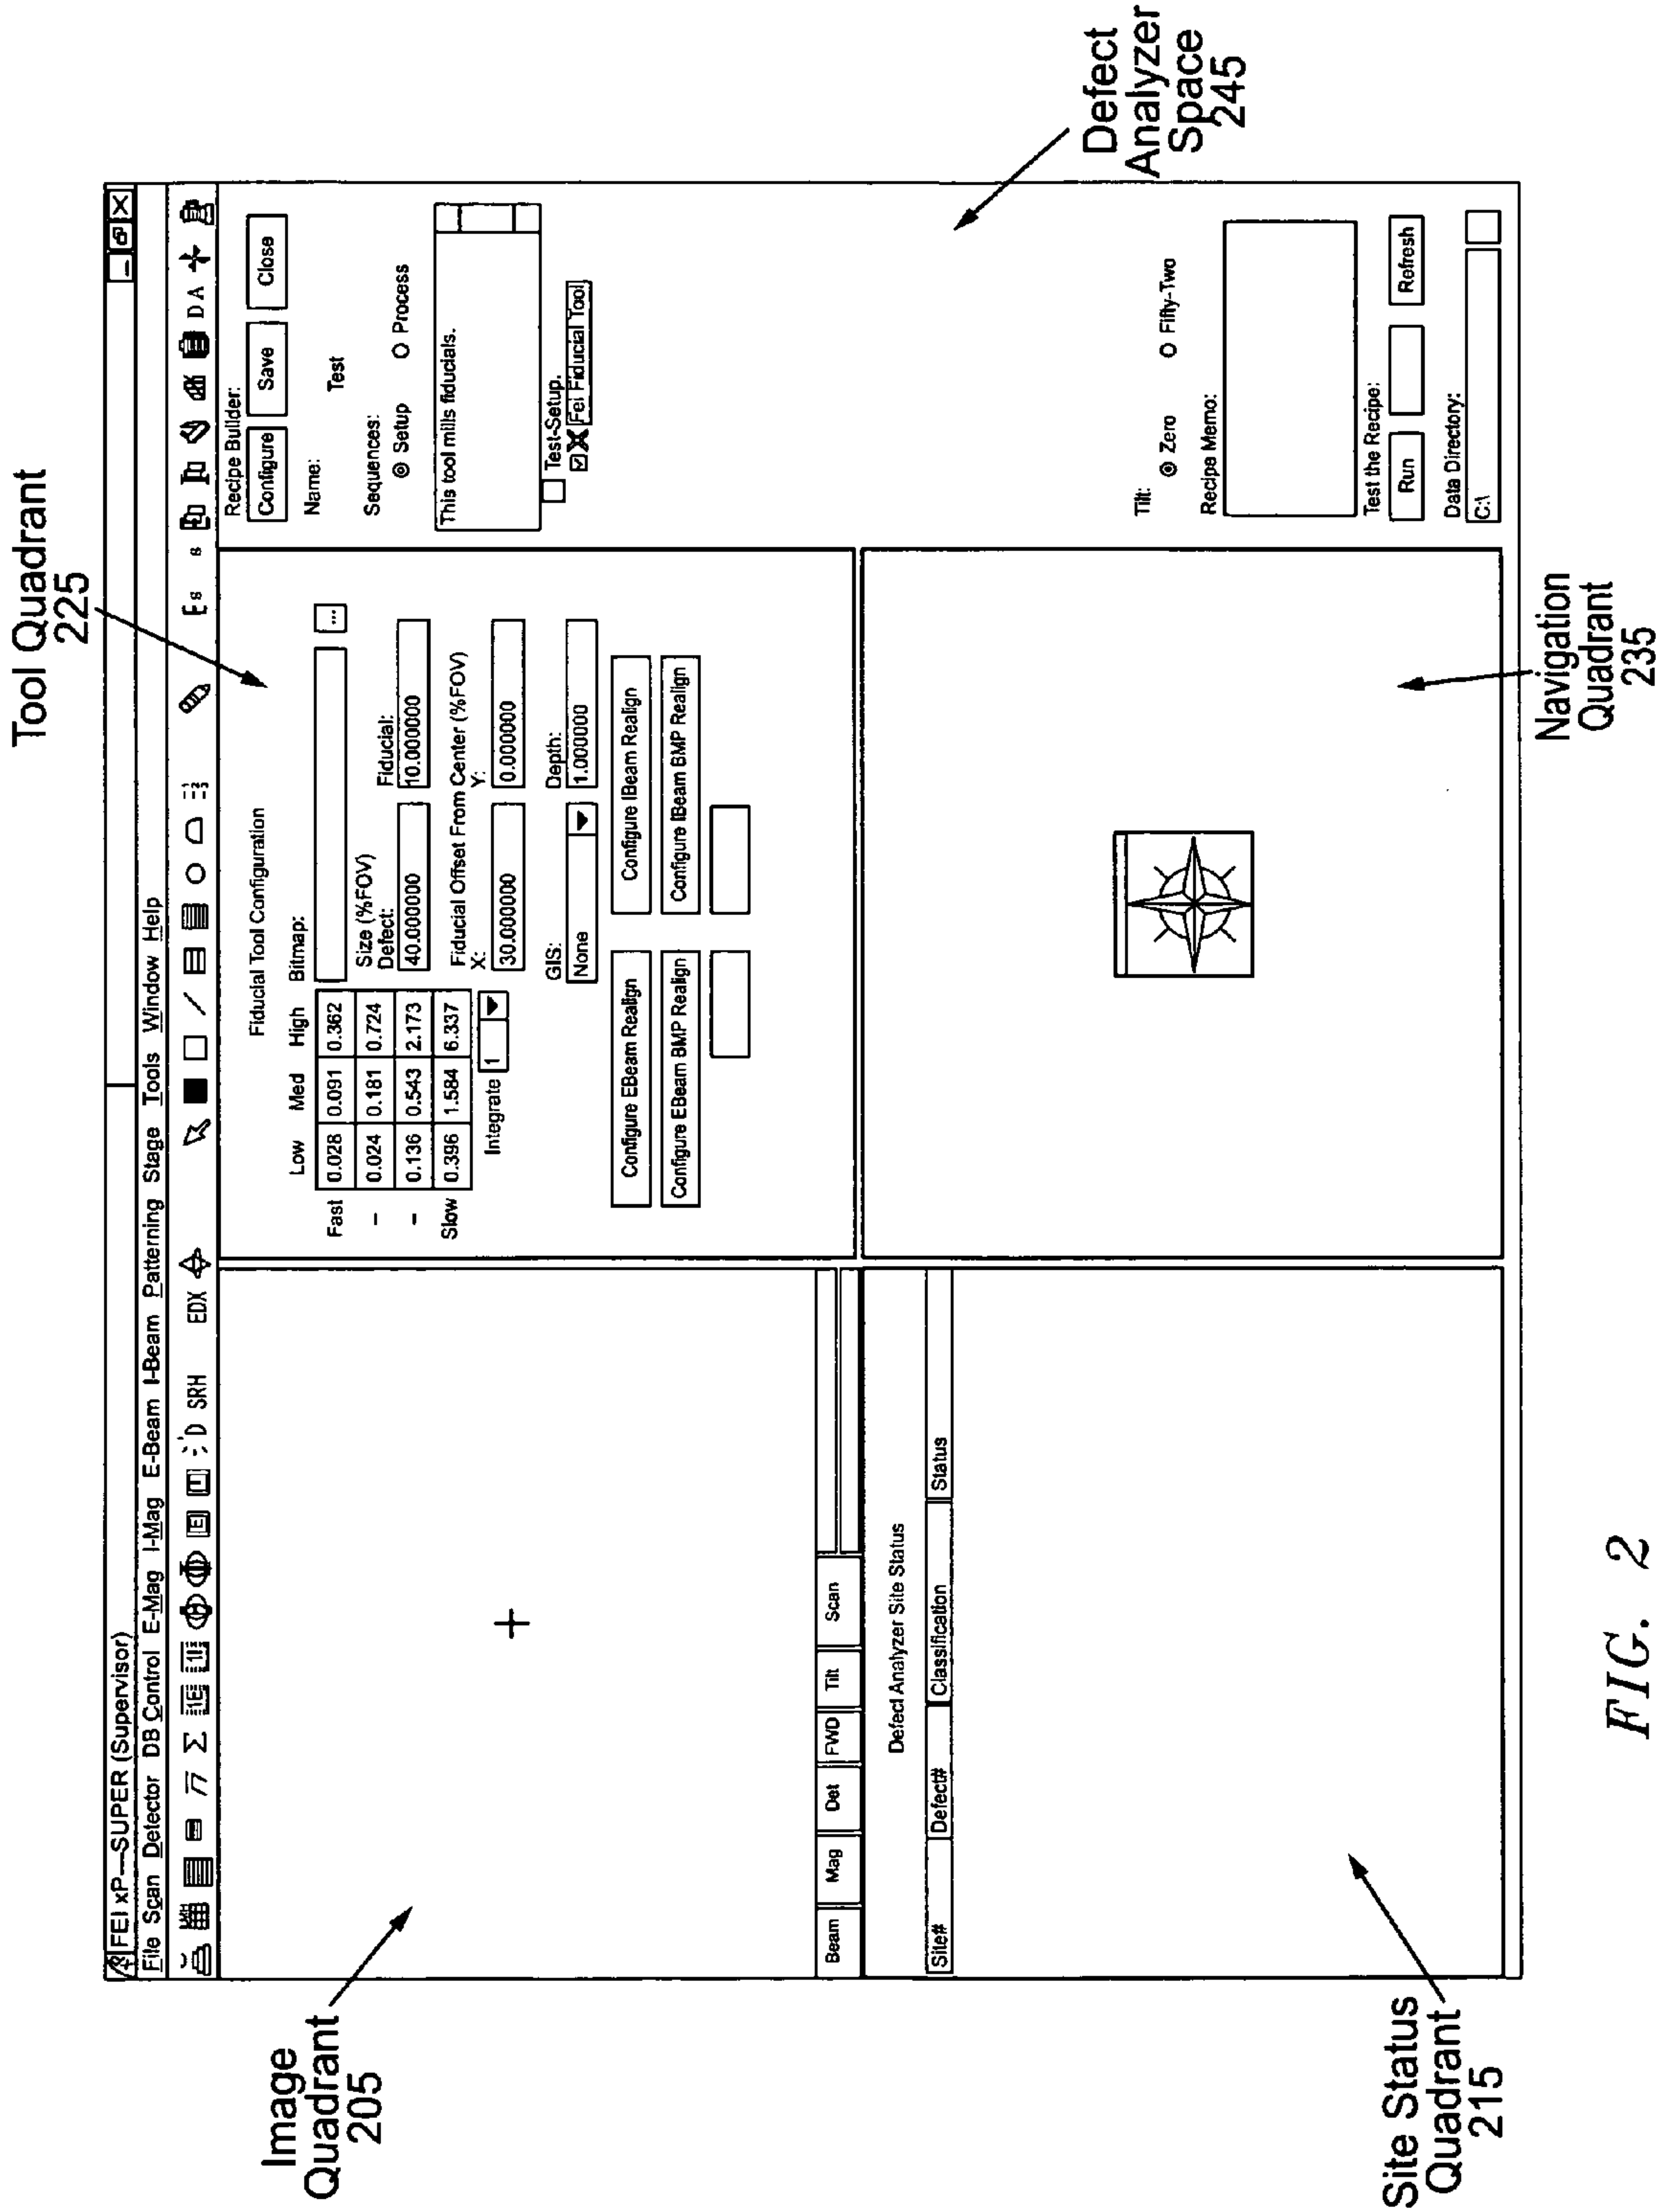 Tool Quadrant
225
FEI xP—SUPER (Supervisor)
File Scan Detector DB Control E-Mag I-Mag E-Beam I-Beam Patterning Stage Tools Window Help
SRH EDX
D A
Image
Quadrant
205
Fiducial Tool Configuration
Low Med High Bitmap:
Fast 0.028 0.091 0.362 ...
– 0.024 0.181 0.724
– 0.136 0.543 2.173
Slow 0.396 1.584 6.337
Integrate 1
Size (%FOV)
Defect: Fiducial:
40.000000 10.000000
Fiducial Offset From Center (%FOV)
X: Y:
30.000000 0.000000
GIS: Depth:
None 1.000000
Configure EBeam Realign Configure IBeam Realign
Configure EBeam BMP Realign Configure IBeam BMP Realign
Recipe Builder:
Configure Save Close
Name: Test
Sequences:
Setup Process
This tool mills fiducials.
Test-Setup.
Fei Fiducial Tool
Defect
Analyzer
Space
245
Beam Mag Det FWD Tilt Scan
Defect Analyzer Site Status
Site# Defect# Classification Status
Tilt:
Zero Fifty-Two
Recipe Memo:
Test the Recipe:
Run Refresh
Data Directory:
C:\
Site Status
Quadrant
215
Navigation
Quadrant
235
FIG. 2